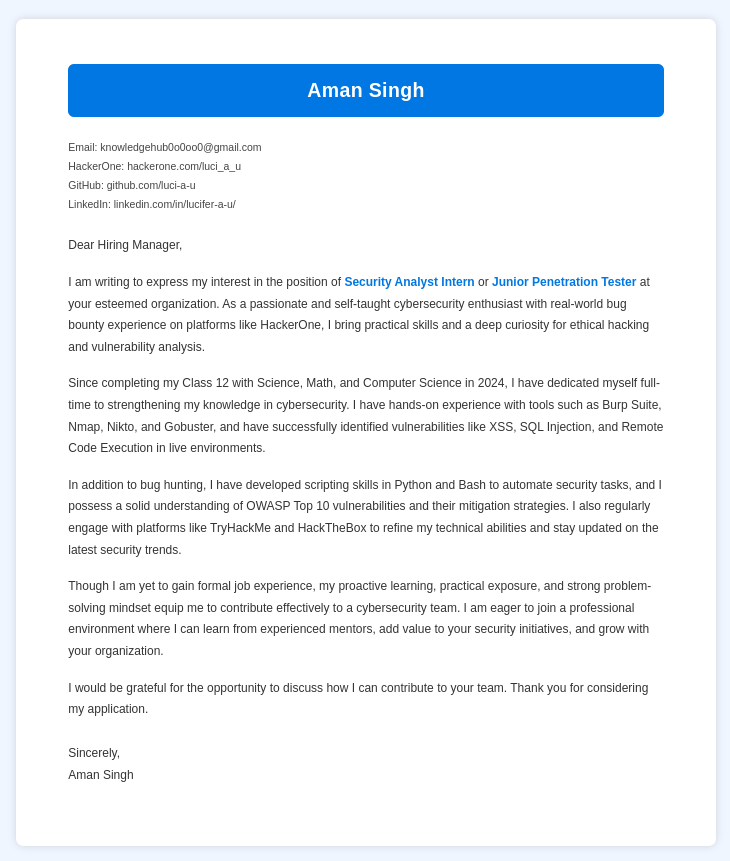 Aman Singh
Email: knowledgehub0o0oo0@gmail.com
HackerOne: hackerone.com/luci_a_u
GitHub: github.com/luci-a-u
LinkedIn: linkedin.com/in/lucifer-a-u/
Dear Hiring Manager,
I am writing to express my interest in the position of Security Analyst Intern or Junior Penetration Tester at
your esteemed organization. As a passionate and self-taught cybersecurity enthusiast with real-world bug
bounty experience on platforms like HackerOne, I bring practical skills and a deep curiosity for ethical hacking
and vulnerability analysis.
Since completing my Class 12 with Science, Math, and Computer Science in 2024, I have dedicated myself full-
time to strengthening my knowledge in cybersecurity. I have hands-on experience with tools such as Burp Suite,
Nmap, Nikto, and Gobuster, and have successfully identified vulnerabilities like XSS, SQL Injection, and Remote
Code Execution in live environments.
In addition to bug hunting, I have developed scripting skills in Python and Bash to automate security tasks, and I
possess a solid understanding of OWASP Top 10 vulnerabilities and their mitigation strategies. I also regularly
engage with platforms like TryHackMe and HackTheBox to refine my technical abilities and stay updated on the
latest security trends.
Though I am yet to gain formal job experience, my proactive learning, practical exposure, and strong problem-
solving mindset equip me to contribute effectively to a cybersecurity team. I am eager to join a professional
environment where I can learn from experienced mentors, add value to your security initiatives, and grow with
your organization.
I would be grateful for the opportunity to discuss how I can contribute to your team. Thank you for considering
my application.
Sincerely,
Aman Singh